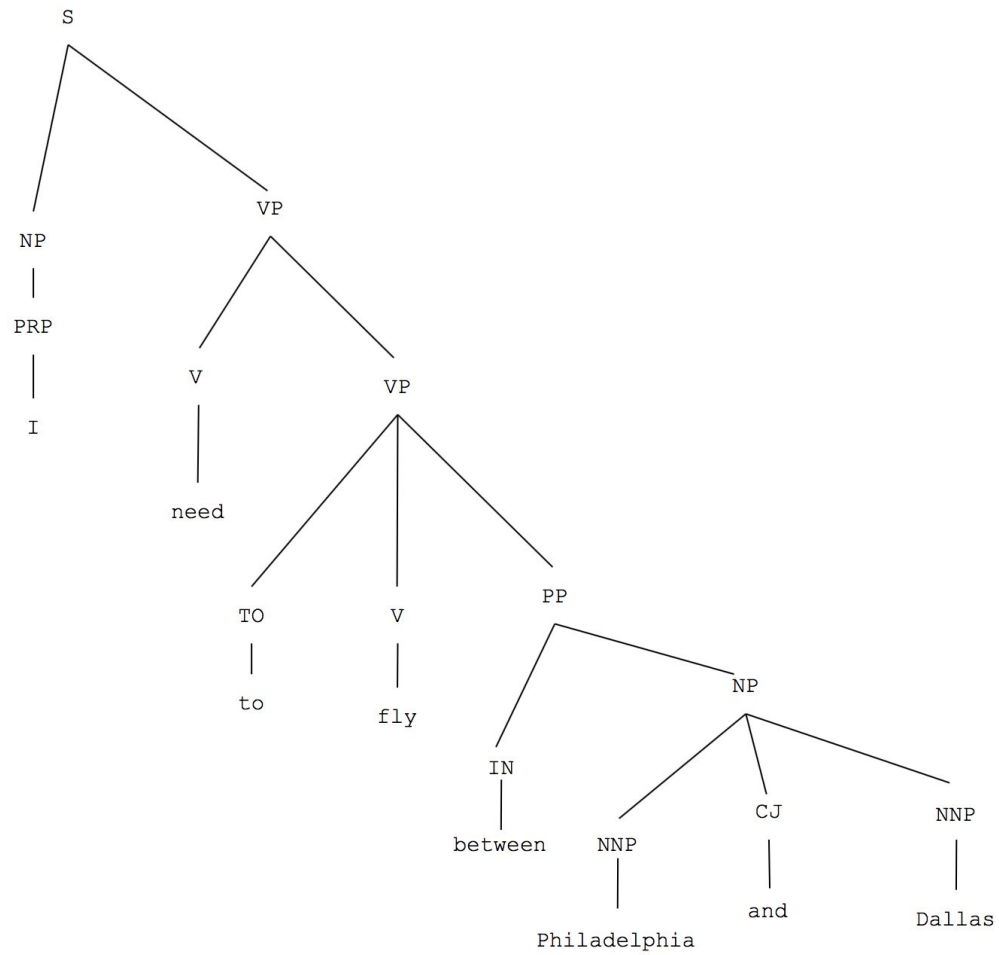 S
VP
NP
PRP
V
VP
I
need
PP
TO
V
NP
to
fly
IN
CJ
NNP
between
NNP
and
Dallas
Philadelphia